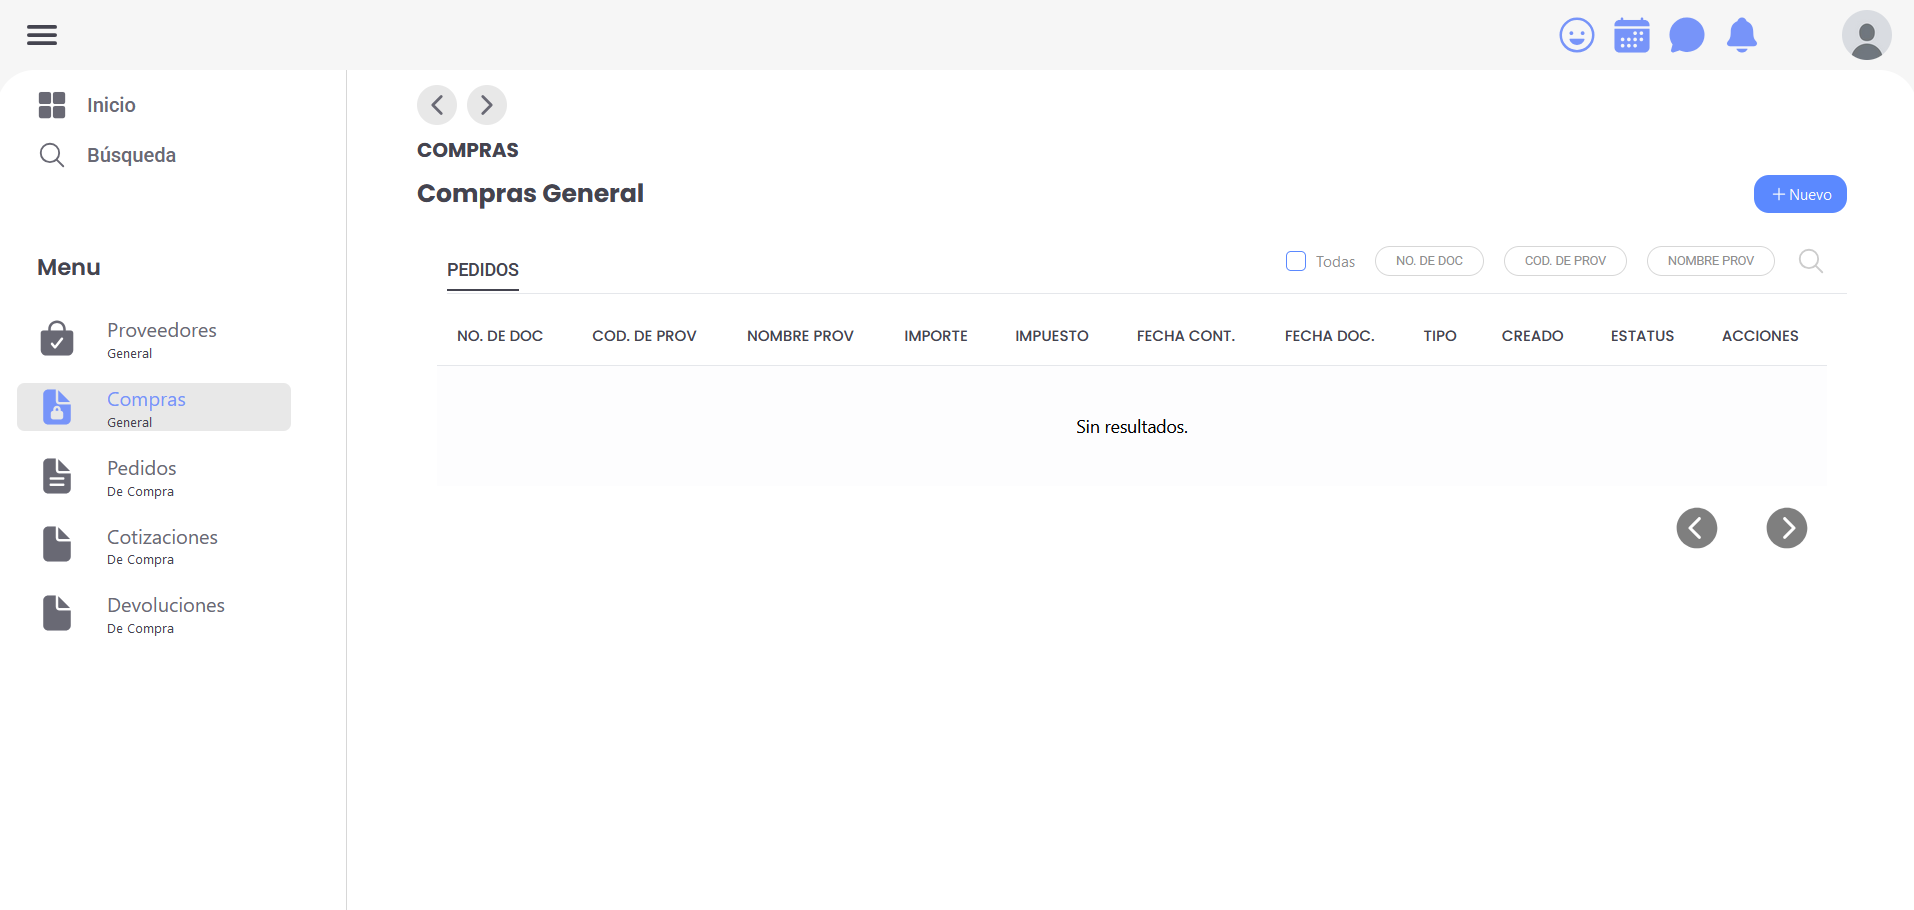 Inicio
Búsqueda
Menu
Proveedores
General
Compras
General
Pedidos
De Compra
Cotizaciones
De Compra
Devoluciones
De Compra
COMPRAS
Compras General
+ Nuevo
PEDIDOS
Todas NO. DE DOC COD. DE PROV NOMBRE PROV
NO. DE DOC COD. DE PROV NOMBRE PROV IMPORTE IMPUESTO FECHA CONT. FECHA DOC. TIPO CREADO ESTATUS ACCIONES
Sin resultados.